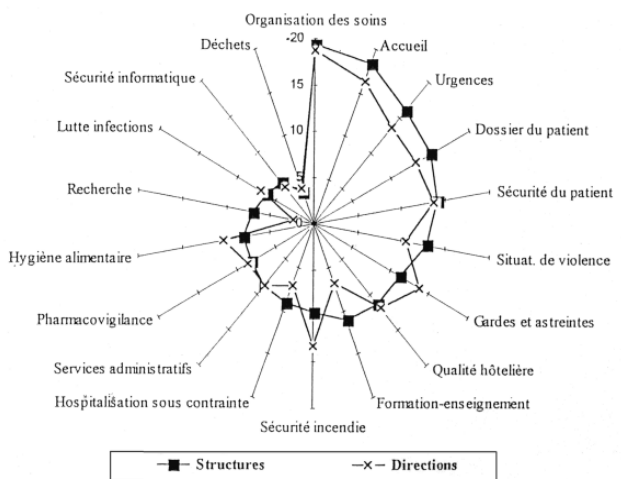 Organisation des soins
-20
Déchets
Accueil
Sécurité informatique
15
Urgences
Lutte infections
10
Dossier du patient
Recherche
5
Sécurité du patient
0
Hygiène alimentaire
Situat. de violence
Pharmacovigilance
Gardes et astreintes
Services administratifs
Qualité hôtelière
Hospitalisation sous contrainte
Formation-enseignement
Sécurité incendie
Structures
Directions